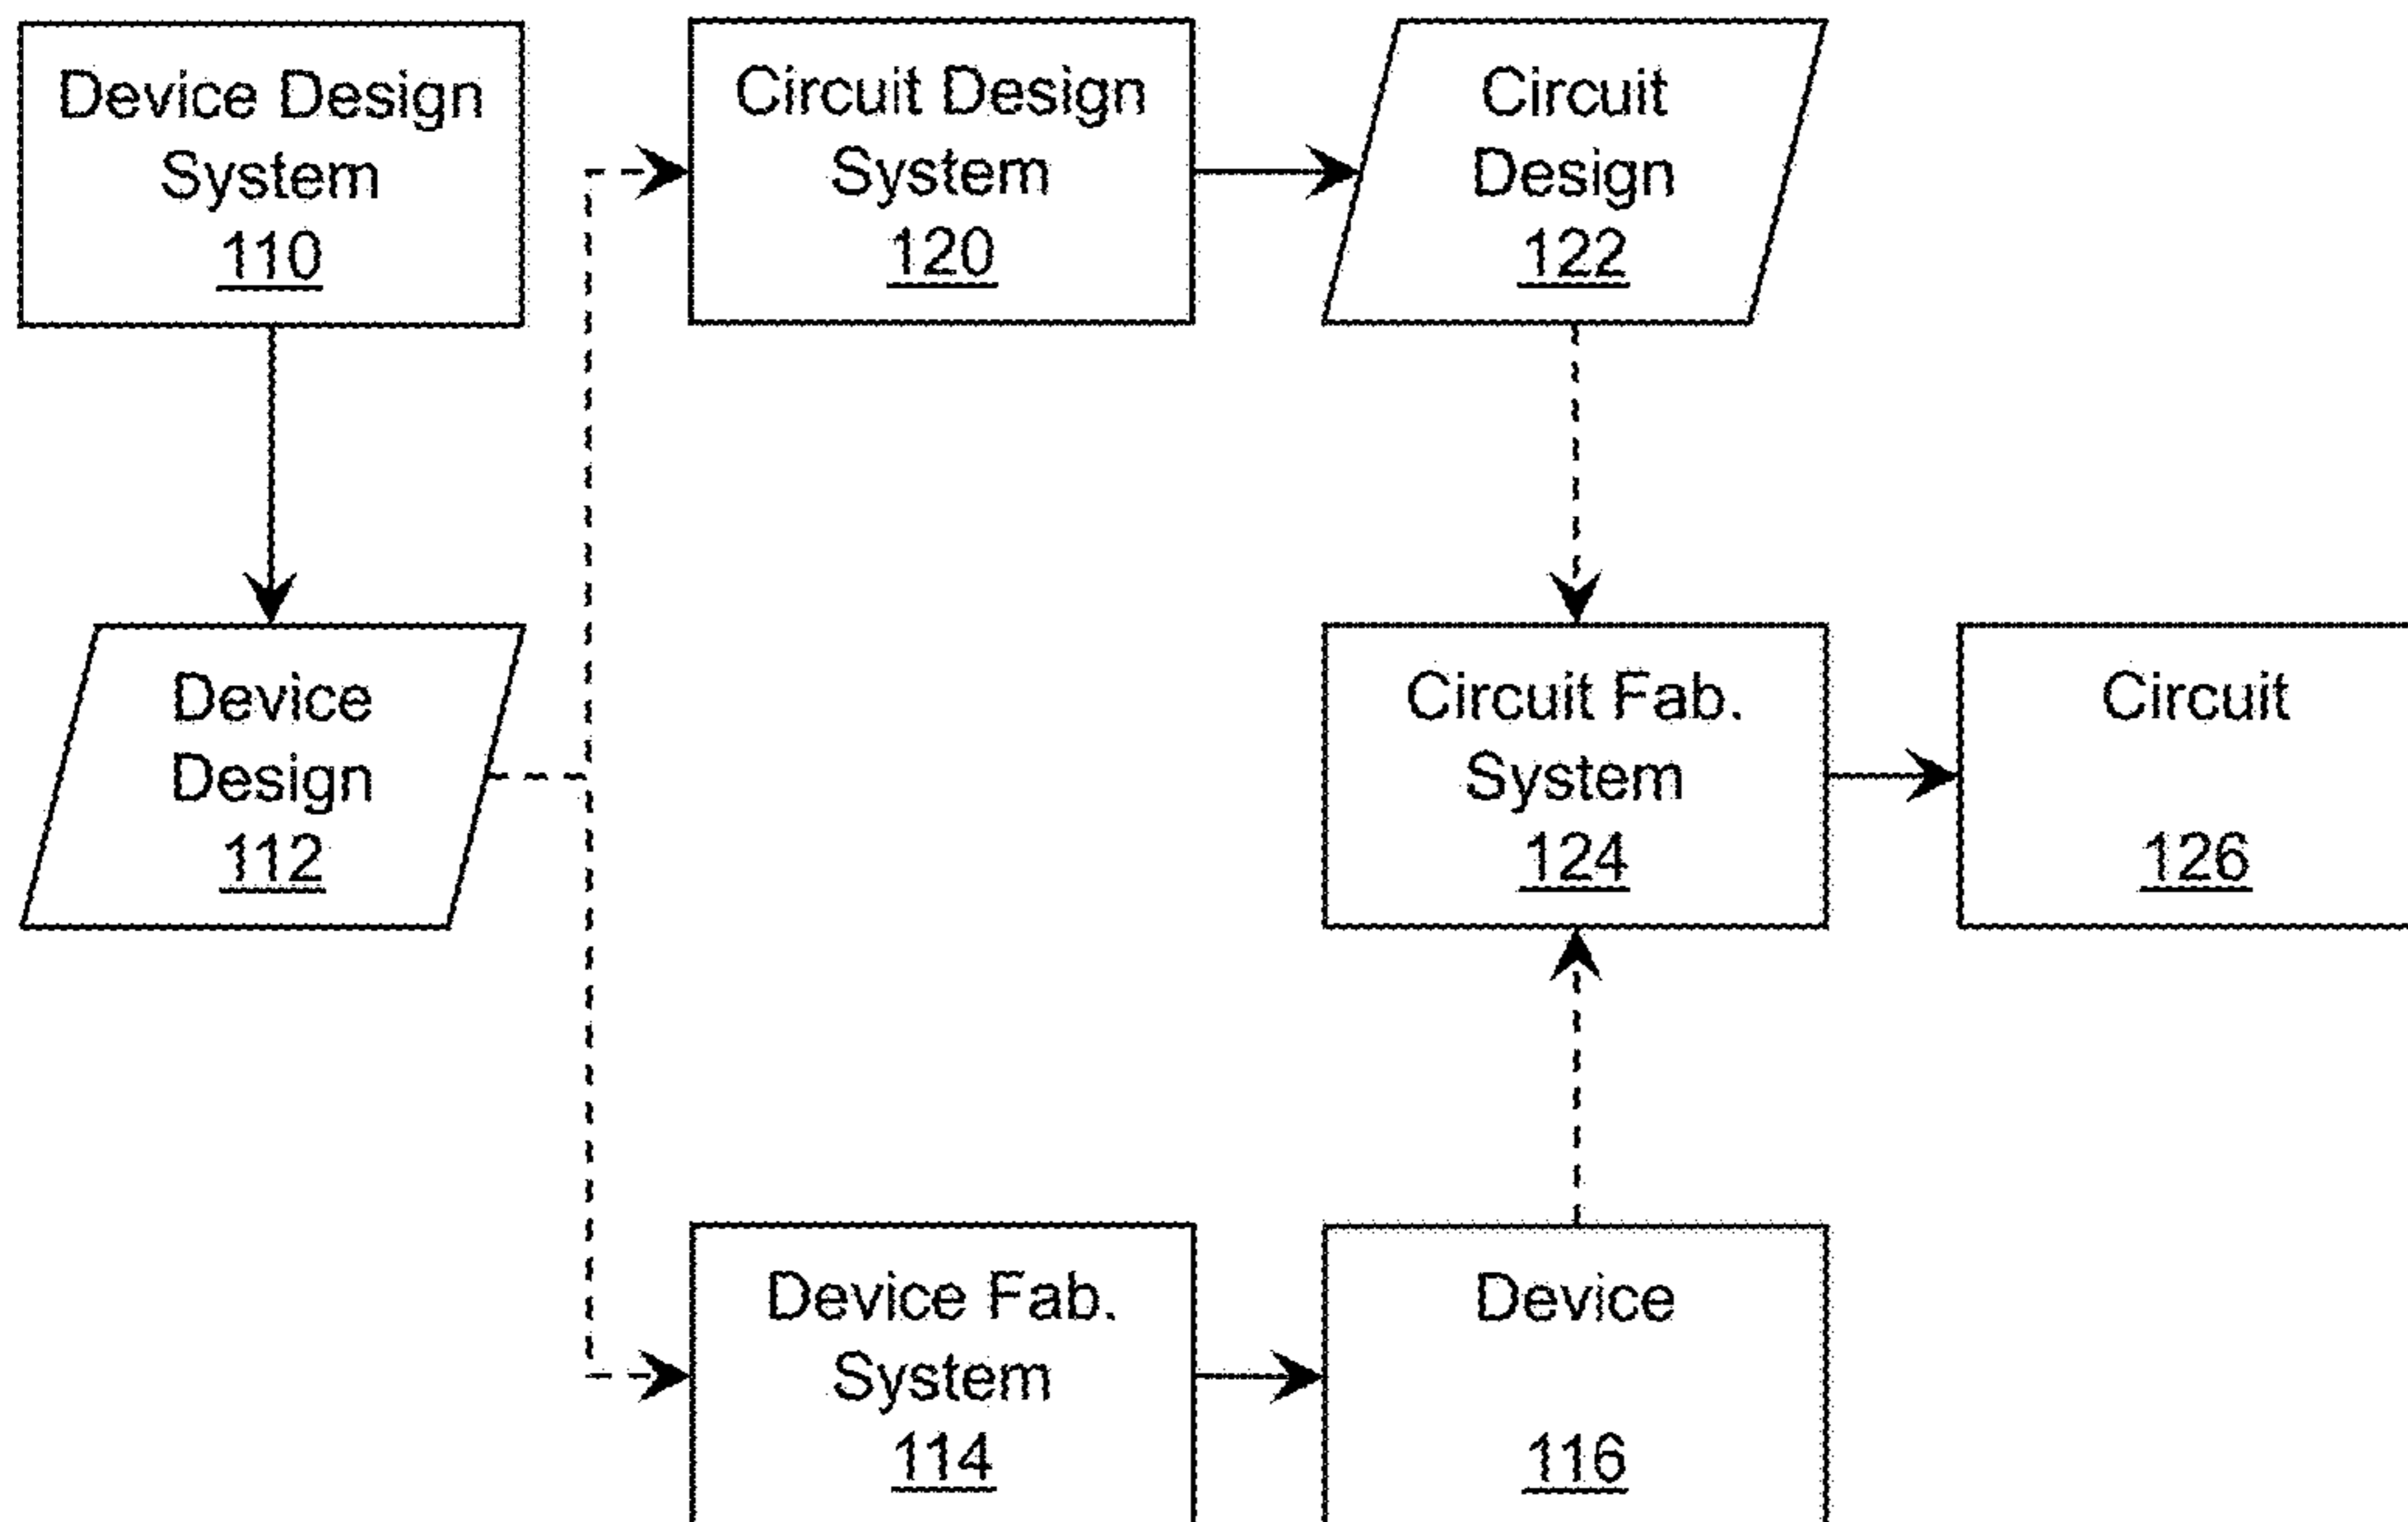 Device Design
System
110
Circuit Design
System
120
Circuit
Design
122
Device
Design
112
Circuit Fab.
System
124
Circuit
126
Device Fab.
System
114
Device
116